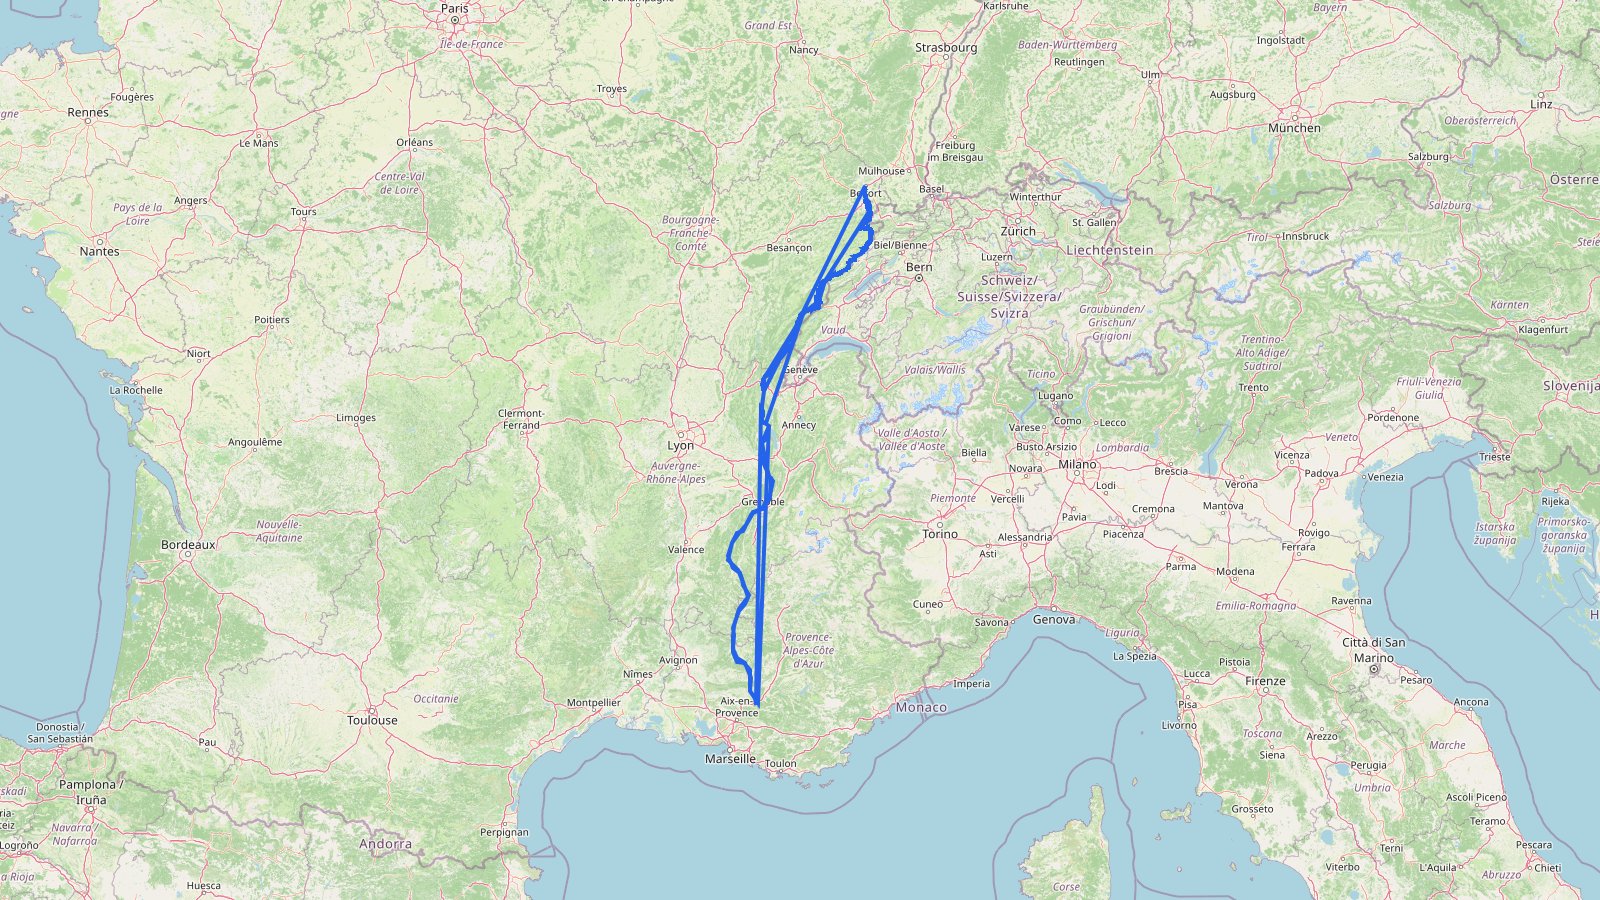 Paris
Île-de-France
Karlsruhe
Bayern
Grand Est
Nancy
Strasbourg
Baden-Württemberg
Reutlingen
Ingolstadt
Ulm
Troyes
Fougères
Rennes
Augsburg
Linz
Oberösterreich
München
Le Mans
Orléans
Freiburg
im Breisgau
Salzburg
Mulhouse
Centre-Val
de Loire
Basel
Winterthur
Österre
Angers
Pays de la
Loire
Tours
St. Gallen
Salzburg
Bourgogne-
Franche
Comté
Zürich
Tirol
Innsbruck
Nantes
Besançon
Biel/Bienne
Liechtenstein
Steie
Luzern
Bern
Schweiz/
Suisse/Svizzera/
Svizra
Kärnten
Poitiers
Graubünden/
Grischun/
Grigioni
Klagenfurt
Vaud
Niort
Trentino-
Alto Adige/
Südtirol
Genève
Valais/Wallis
Ticino
Friuli-Venezia
Giulia
Slovenija
La Rochelle
Trento
Lugano
Limoges
Clermont-
Ferrand
Pordenone
Annecy
Como
Lecco
Varese
Angoulême
Lyon
Valle d'Aosta /
Vallée d'Aoste
Busto Arsizio
Lombardia
Veneto
Biella
Vicenza
Trieste
Milano
Novara
Auvergne-
Rhône-Alpes
Brescia
Padova
Venezia
Verona
Lodi
Piemonte
Vercelli
Rijeka
Cremona
Mantova
Pavia
Nouvelle-
Aquitaine
Istarska
županija
Primorsko-
goranska
županija
Torino
Rovigo
Alessandria
Piacenza
Bordeaux
Valence
Ferrara
Asti
Parma
Modena
Cuneo
Emilia-Romagna
Ravenna
Savona
Genova
Provence-
Alpes-Côte
d'Azur
Liguria
Città di San
Marino
La Spezia
Avignon
Pistoia
Nîmes
Lucca
Firenze
Pesaro
Imperia
Occitanie
Montpellier
Aix-en-
Provence
Pisa
Monaco
Ancona
Toulouse
Livorno
Donostia /
San Sebastián
Toscana
Arezzo
Pau
Siena
Marche
Marseille
Toulon
Perugia
Pamplona /
Iruña
Umbria
Ascoli Piceno
Grosseto
Teramo
Navarra /
Nafarroa
Perpignan
Andorra
Terni
Pescara
Logroño
Viterbo
L'Aquila
Chieti
Huesca
Corse
Abruzzo